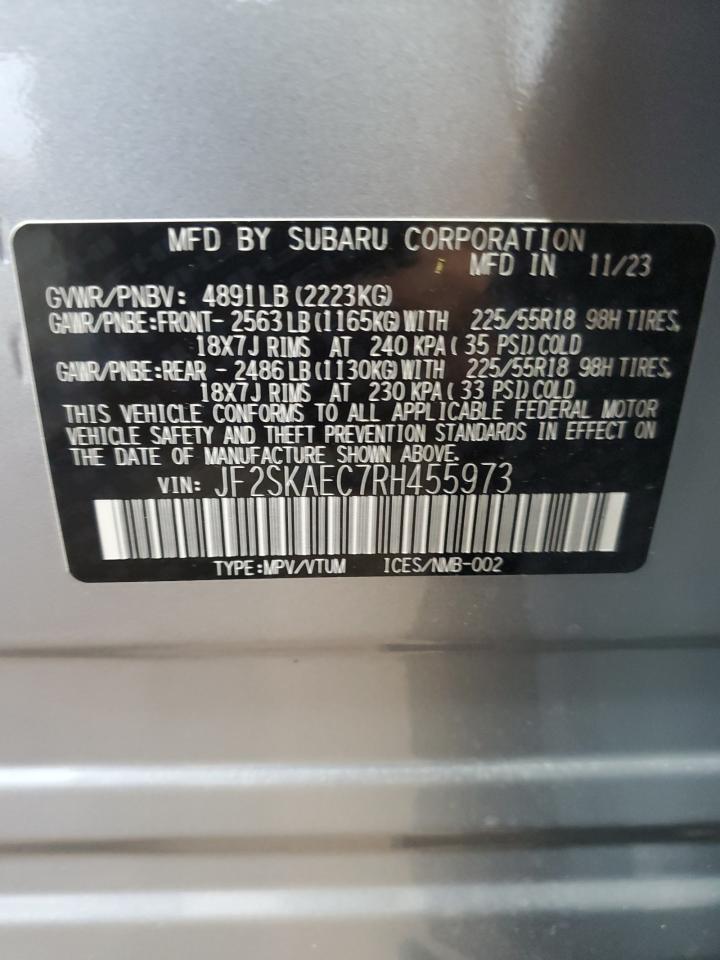 MFD BY SUBARU CORPORATION
MFD IN 11/23
GVWR/PNBV: 4891LB(2223KG)
GAWR/PNBE:FRONT- 2563LB(1165KG)WITH 225/55R18 98H TIRES,
18X7J RIMS AT 240 KPA( 35 PSI)COLD
GAWR/PNBE:REAR - 2486LB(1130KG)WITH 225/55R18 98H TIRES,
18X7J RIMS AT 230 KPA( 33 PSI)COLD
THIS VEHICLE CONFORMS TO ALL APPLICABLE FEDERAL MOTOR
VEHICLE SAFETY AND THEFT PREVENTION STANDARDS IN EFFECT ON
THE DATE OF MANUFACTURE SHOWN ABOVE.
VIN: JF2SKAEC7RH455973
TYPE:MPV/VTUM ICES/NMB-002